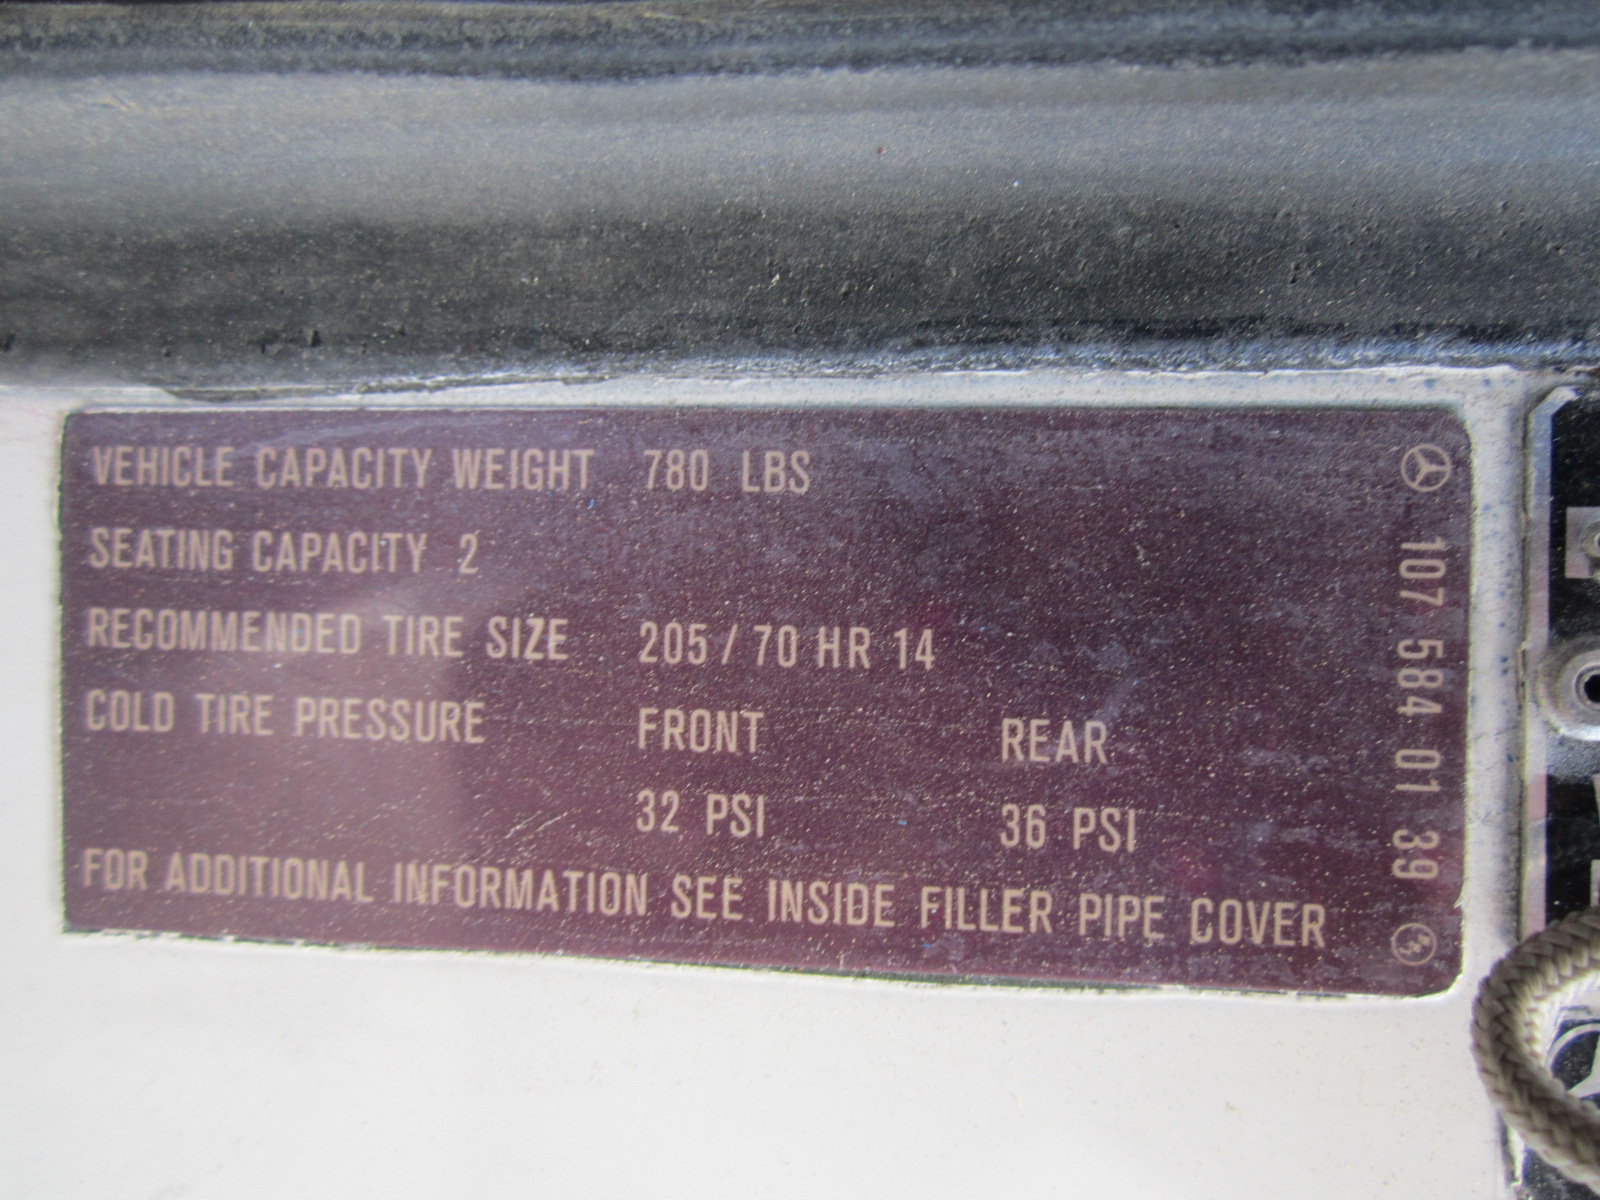 VEHICLE CAPACITY WEIGHT 780 LBS
SEATING CAPACITY 2
RECOMMENDED TIRE SIZE 205 / 70 HR 14
COLD TIRE PRESSURE FRONT REAR
32 PSI 36 PSI
FOR ADDITIONAL INFORMATION SEE INSIDE FILLER PIPE COVER
107 584 01 39